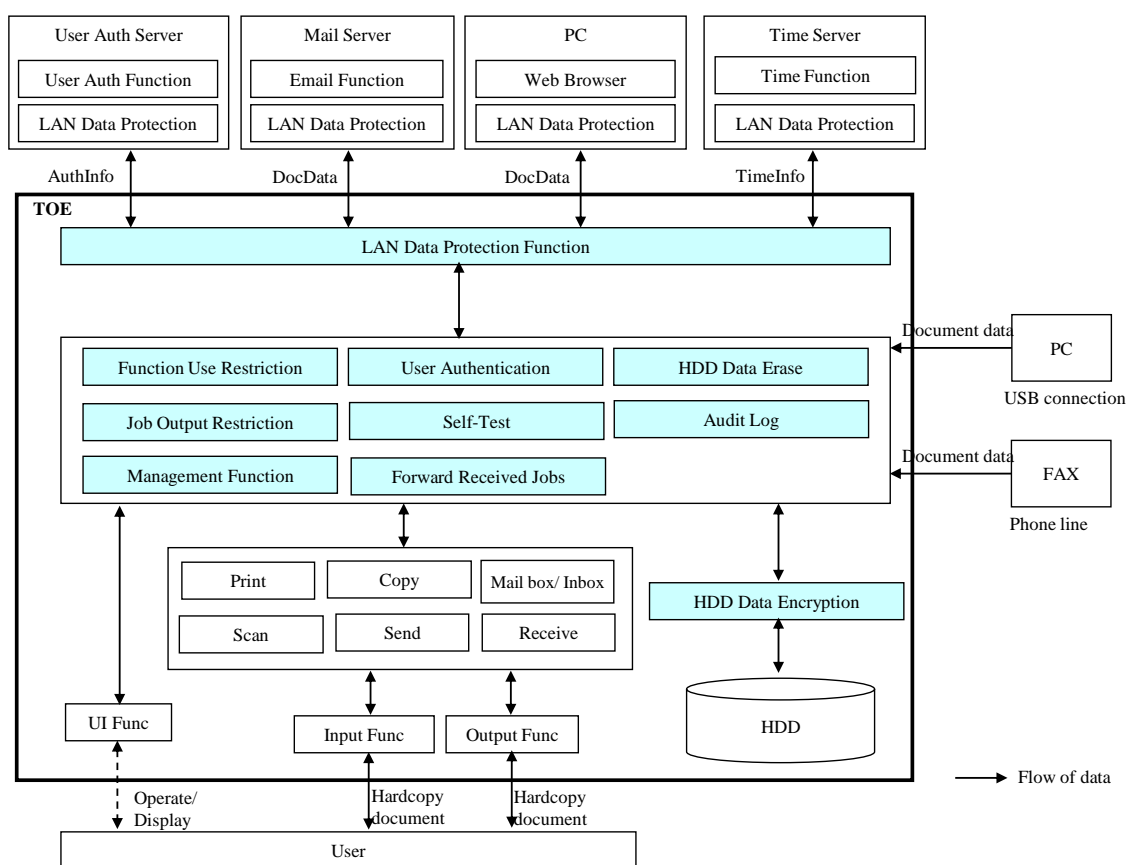 User Auth Server
Mail Server
PC
Time Server
User Auth Function
Email Function
Web Browser
Time Function
LAN Data Protection
LAN Data Protection
LAN Data Protection
LAN Data Protection
AuthInfo
DocData
DocData
TimeInfo
TOE
LAN Data Protection Function
Document data
PC
USB connection
Function Use Restriction
User Authentication
HDD Data Erase
Job Output Restriction
Self-Test
Audit Log
Management Function
Forward Received Jobs
Document data
FAX
Phone line
Print
Copy
Mail box/ Inbox
Scan
Send
Receive
HDD Data Encryption
HDD
UI Func
Input Func
Output Func
Flow of data
Operate/
Display
Hardcopy
document
Hardcopy
document
User